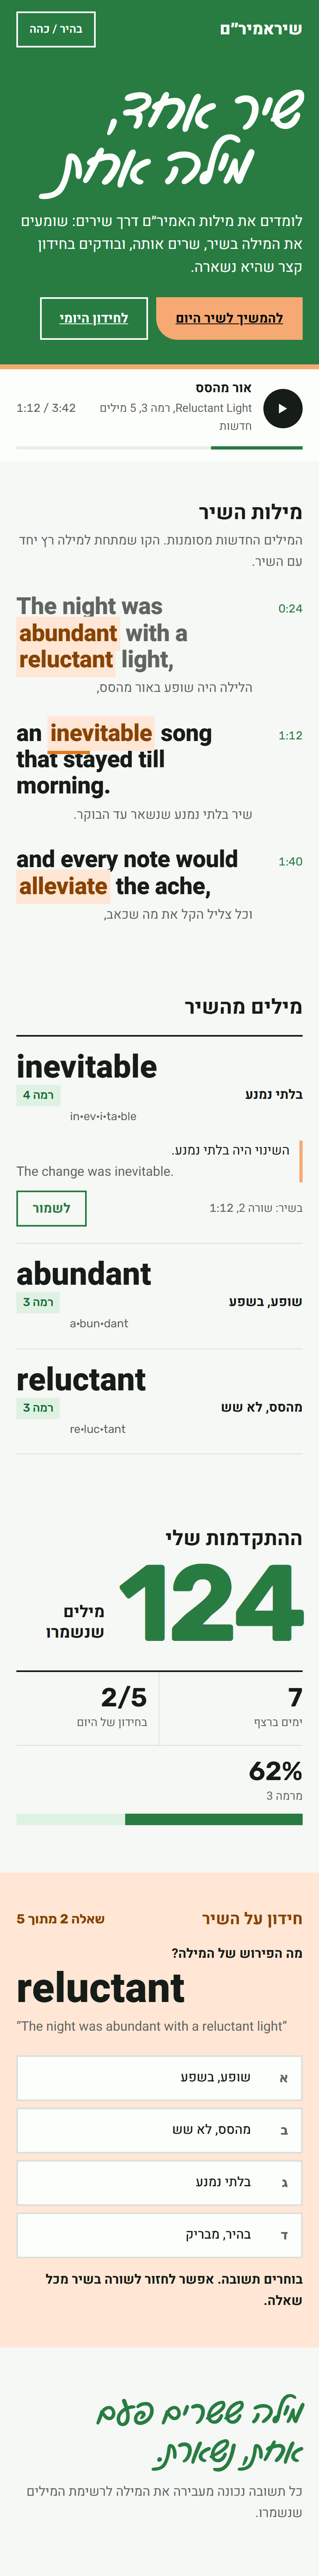 שיראמיר״ם
בהיר / כהה
שיר אחד,
מילה אחת
לומדים את מילות האמיר״ם דרך שירים: שומעים
את המילה בשיר, שרים אותה, ובודקים בחידון
קצר שהיא נשארה.
להמשיך לשיר היום
לחידון היומי
אור מהסס
Reluctant Light, רמה 3, 5 מילים
חדשות
1:12 / 3:42
מילות השיר
המילים החדשות מסומנות. הקו שמתחת למילה רץ יחד
עם השיר.
0:24
The night was
abundant with a
reluctant light,
הלילה היה שופע באור מהסס,
1:12
an inevitable song
that stayed till
morning.
שיר בלתי נמנע שנשאר עד הבוקר.
1:40
and every note would
alleviate the ache,
וכל צליל הקל את מה שכאב,
מילים מהשיר
inevitable
בלתי נמנע
רמה 4
in•ev•i•ta•ble
השינוי היה בלתי נמנע.
The change was inevitable.
בשיר: שורה 2, 1:12
לשמור
abundant
שופע, בשפע
רמה 3
a•bun•dant
reluctant
מהסס, לא שש
רמה 3
re•luc•tant
ההתקדמות שלי
124
מילים
שנשמרו
7
ימים ברצף
2/5
בחידון של היום
62%
מרמה 3
חידון על השיר
שאלה 2 מתוך 5
מה הפירוש של המילה?
reluctant
“The night was abundant with a reluctant light”
א שופע, בשפע
ב מהסס, לא שש
ג בלתי נמנע
ד בהיר, מבריק
בוחרים תשובה. אפשר לחזור לשורה בשיר מכל
שאלה.
מילה ששרים פעם
אחת, נשארת.
כל תשובה נכונה מעבירה את המילה לרשימת המילים
שנשמרו.